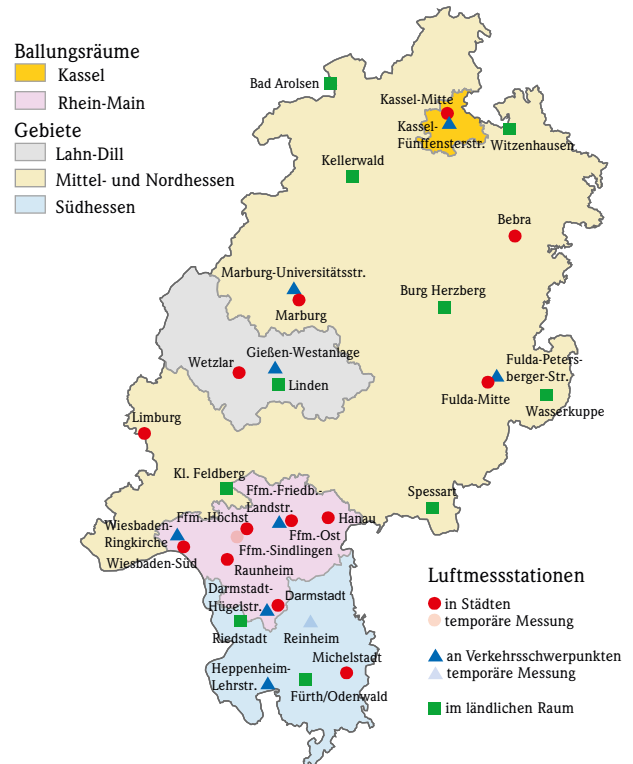 Ballungsräume
Kassel
Rhein-Main
Gebiete
Lahn-Dill
Mittel- und Nordhessen
Südhessen
Bad Arolsen
Kassel-Mitte
Kassel-
Fünffensterstr.
Witzenhausen
Kellerwald
Bebra
Marburg-Universitätsstr.
Marburg
Burg Herzberg
Gießen-Westanlage
Wetzlar
Linden
Fulda-Peters-
berger-Str.
Fulda-Mitte
Wasserkuppe
Limburg
Kl. Feldberg
Ffm.-Friedb.-
Landstr.
Spessart
Ffm.-Höchst
Hanau
Wiesbaden-
Ringkirche
Ffm.-Ost
Ffm.-Sindlingen
Wiesbaden-Süd
Raunheim
Darmstadt-
Hügelstr.
Darmstadt
Riedstadt
Reinheim
Michelstadt
Heppenheim-
Lehrstr.
Fürth/Odenwald
Luftmessstationen
in Städten
temporäre Messung
an Verkehrsschwerpunkten
temporäre Messung
im ländlichen Raum